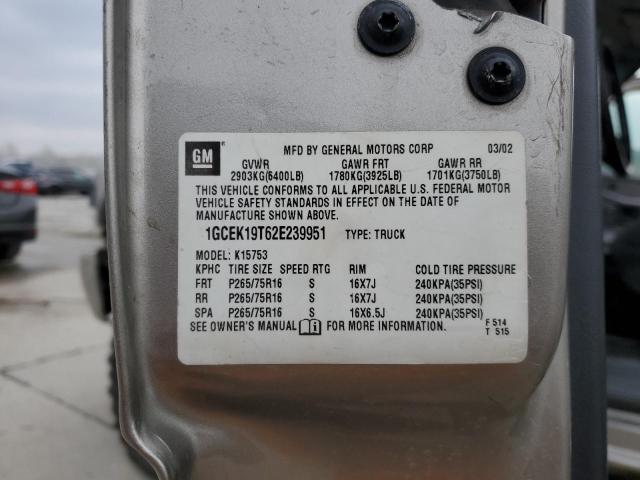 GM
MFD BY GENERAL MOTORS CORP 03/02
GVWR GAWR FRT GAWR RR
2903KG(6400LB) 1780KG(3925LB) 1701KG(3750LB)
THIS VEHICLE CONFORMS TO ALL APPLICABLE U.S. FEDERAL MOTOR
VEHICLE SAFETY STANDARDS IN EFFECT ON THE DATE OF
MANUFACTURE SHOWN ABOVE.
1GCEK19T62E239951 TYPE: TRUCK
MODEL: K15753
KPHC TIRE SIZE SPEED RTG RIM COLD TIRE PRESSURE
FRT P265/75R16 S 16X7J 240KPA(35PSI)
RR P265/75R16 S 16X7J 240KPA(35PSI)
SPA P265/75R16 S 16X6.5J 240KPA(35PSI)
SEE OWNER'S MANUAL i FOR MORE INFORMATION. F 514
T 515